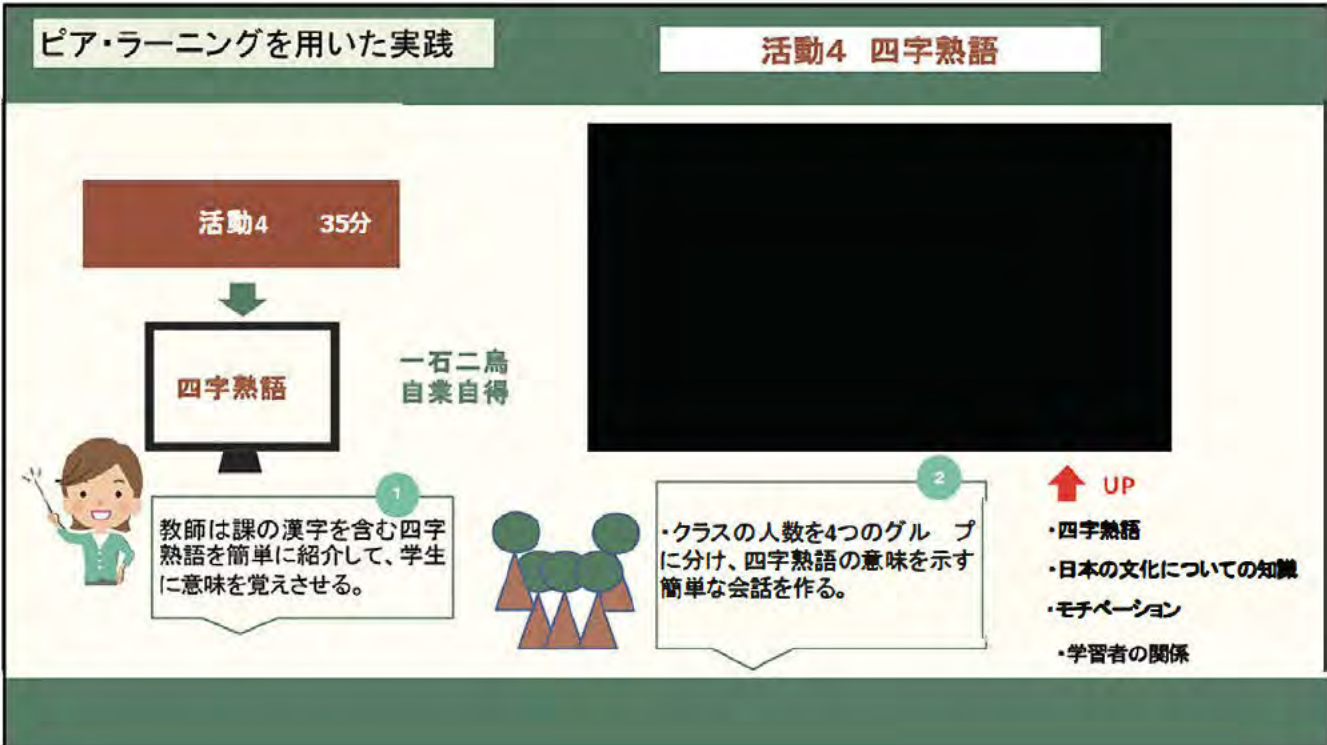 ピア・ラーニングを用いた実践
活動4 四字熟語
活動4 35分
四字熟語
一石二鳥
自業自得
1
教師は課の漢字を含む四字
熟語を簡単に紹介して、学生
に意味を覚えさせる。
2
・クラスの人数を4つのグル プ
に分け、四字熟語の意味を示す
簡単な会話を作る。
UP
・四字熟語
・日本の文化についての知識
・モチベーション
・学習者の関係